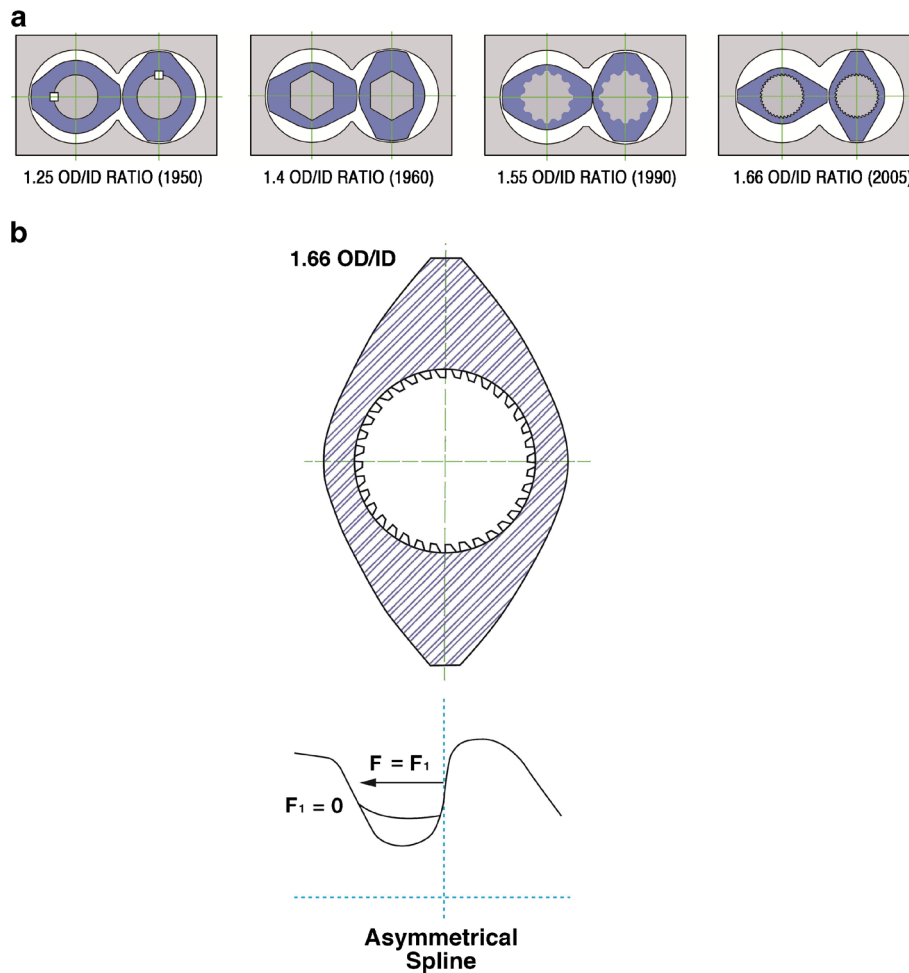 a
1.25 OD/ID RATIO (1950)
1.4 OD/ID RATIO (1960)
1.55 OD/ID RATIO (1990)
1.66 OD/ID RATIO (2005)
b
1.66 OD/ID
F = F₁
F₁ = 0
Asymmetrical
Spline